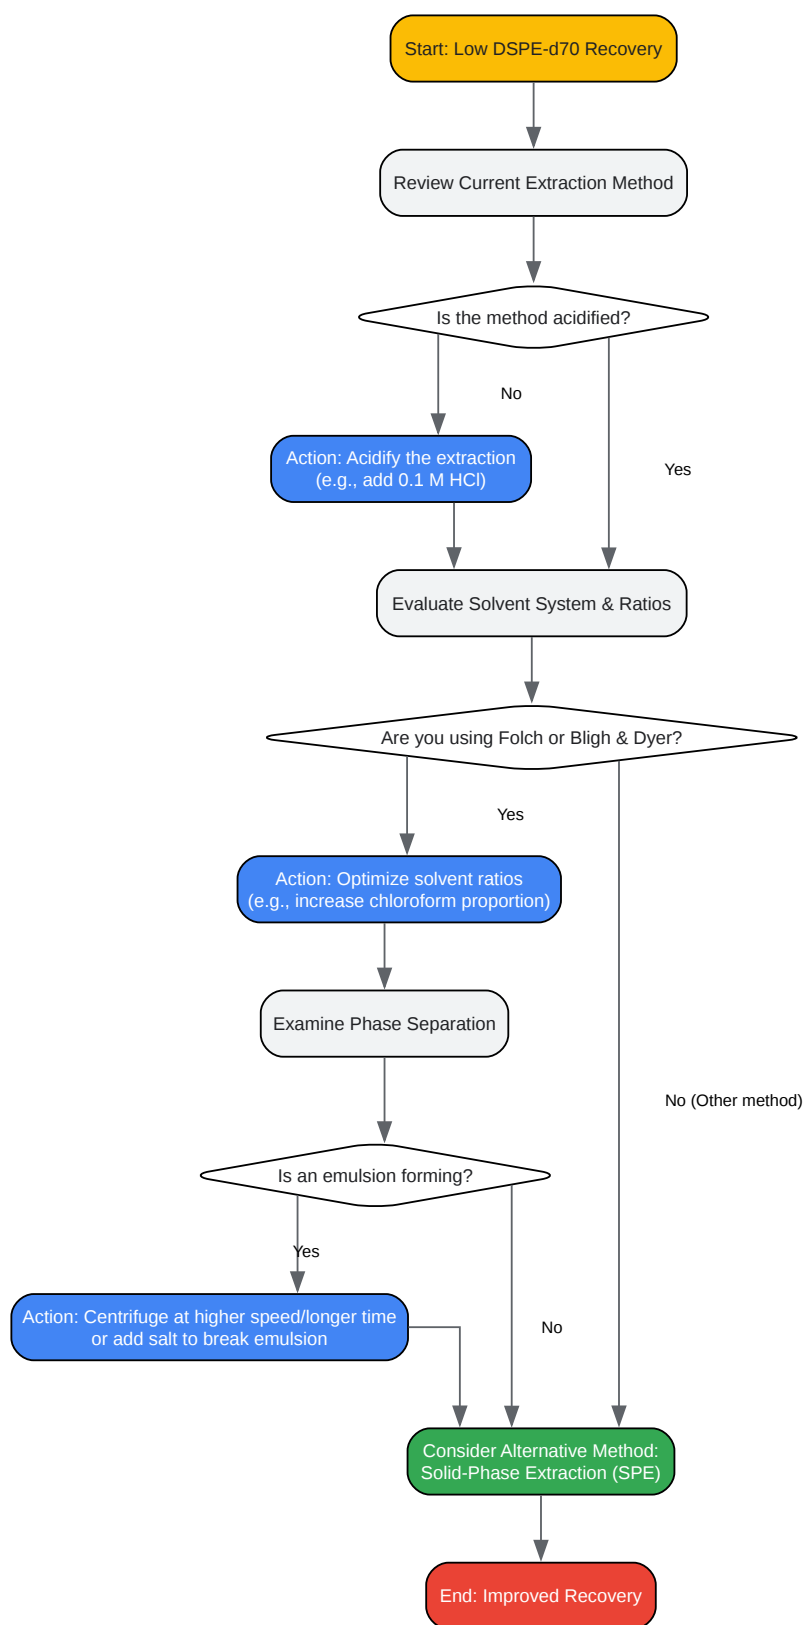 Start: Low DSPE-d70 Recovery
Review Current Extraction Method
Is the method acidified?
No
Action: Acidify the extraction
(e.g., add 0.1 M HCl)
Yes
Evaluate Solvent System & Ratios
Are you using Folch or Bligh & Dyer?
Yes
Action: Optimize solvent ratios
(e.g., increase chloroform proportion)
Examine Phase Separation
No (Other method)
Is an emulsion forming?
Yes
Action: Centrifuge at higher speed/longer time
or add salt to break emulsion
No
Consider Alternative Method:
Solid-Phase Extraction (SPE)
End: Improved Recovery